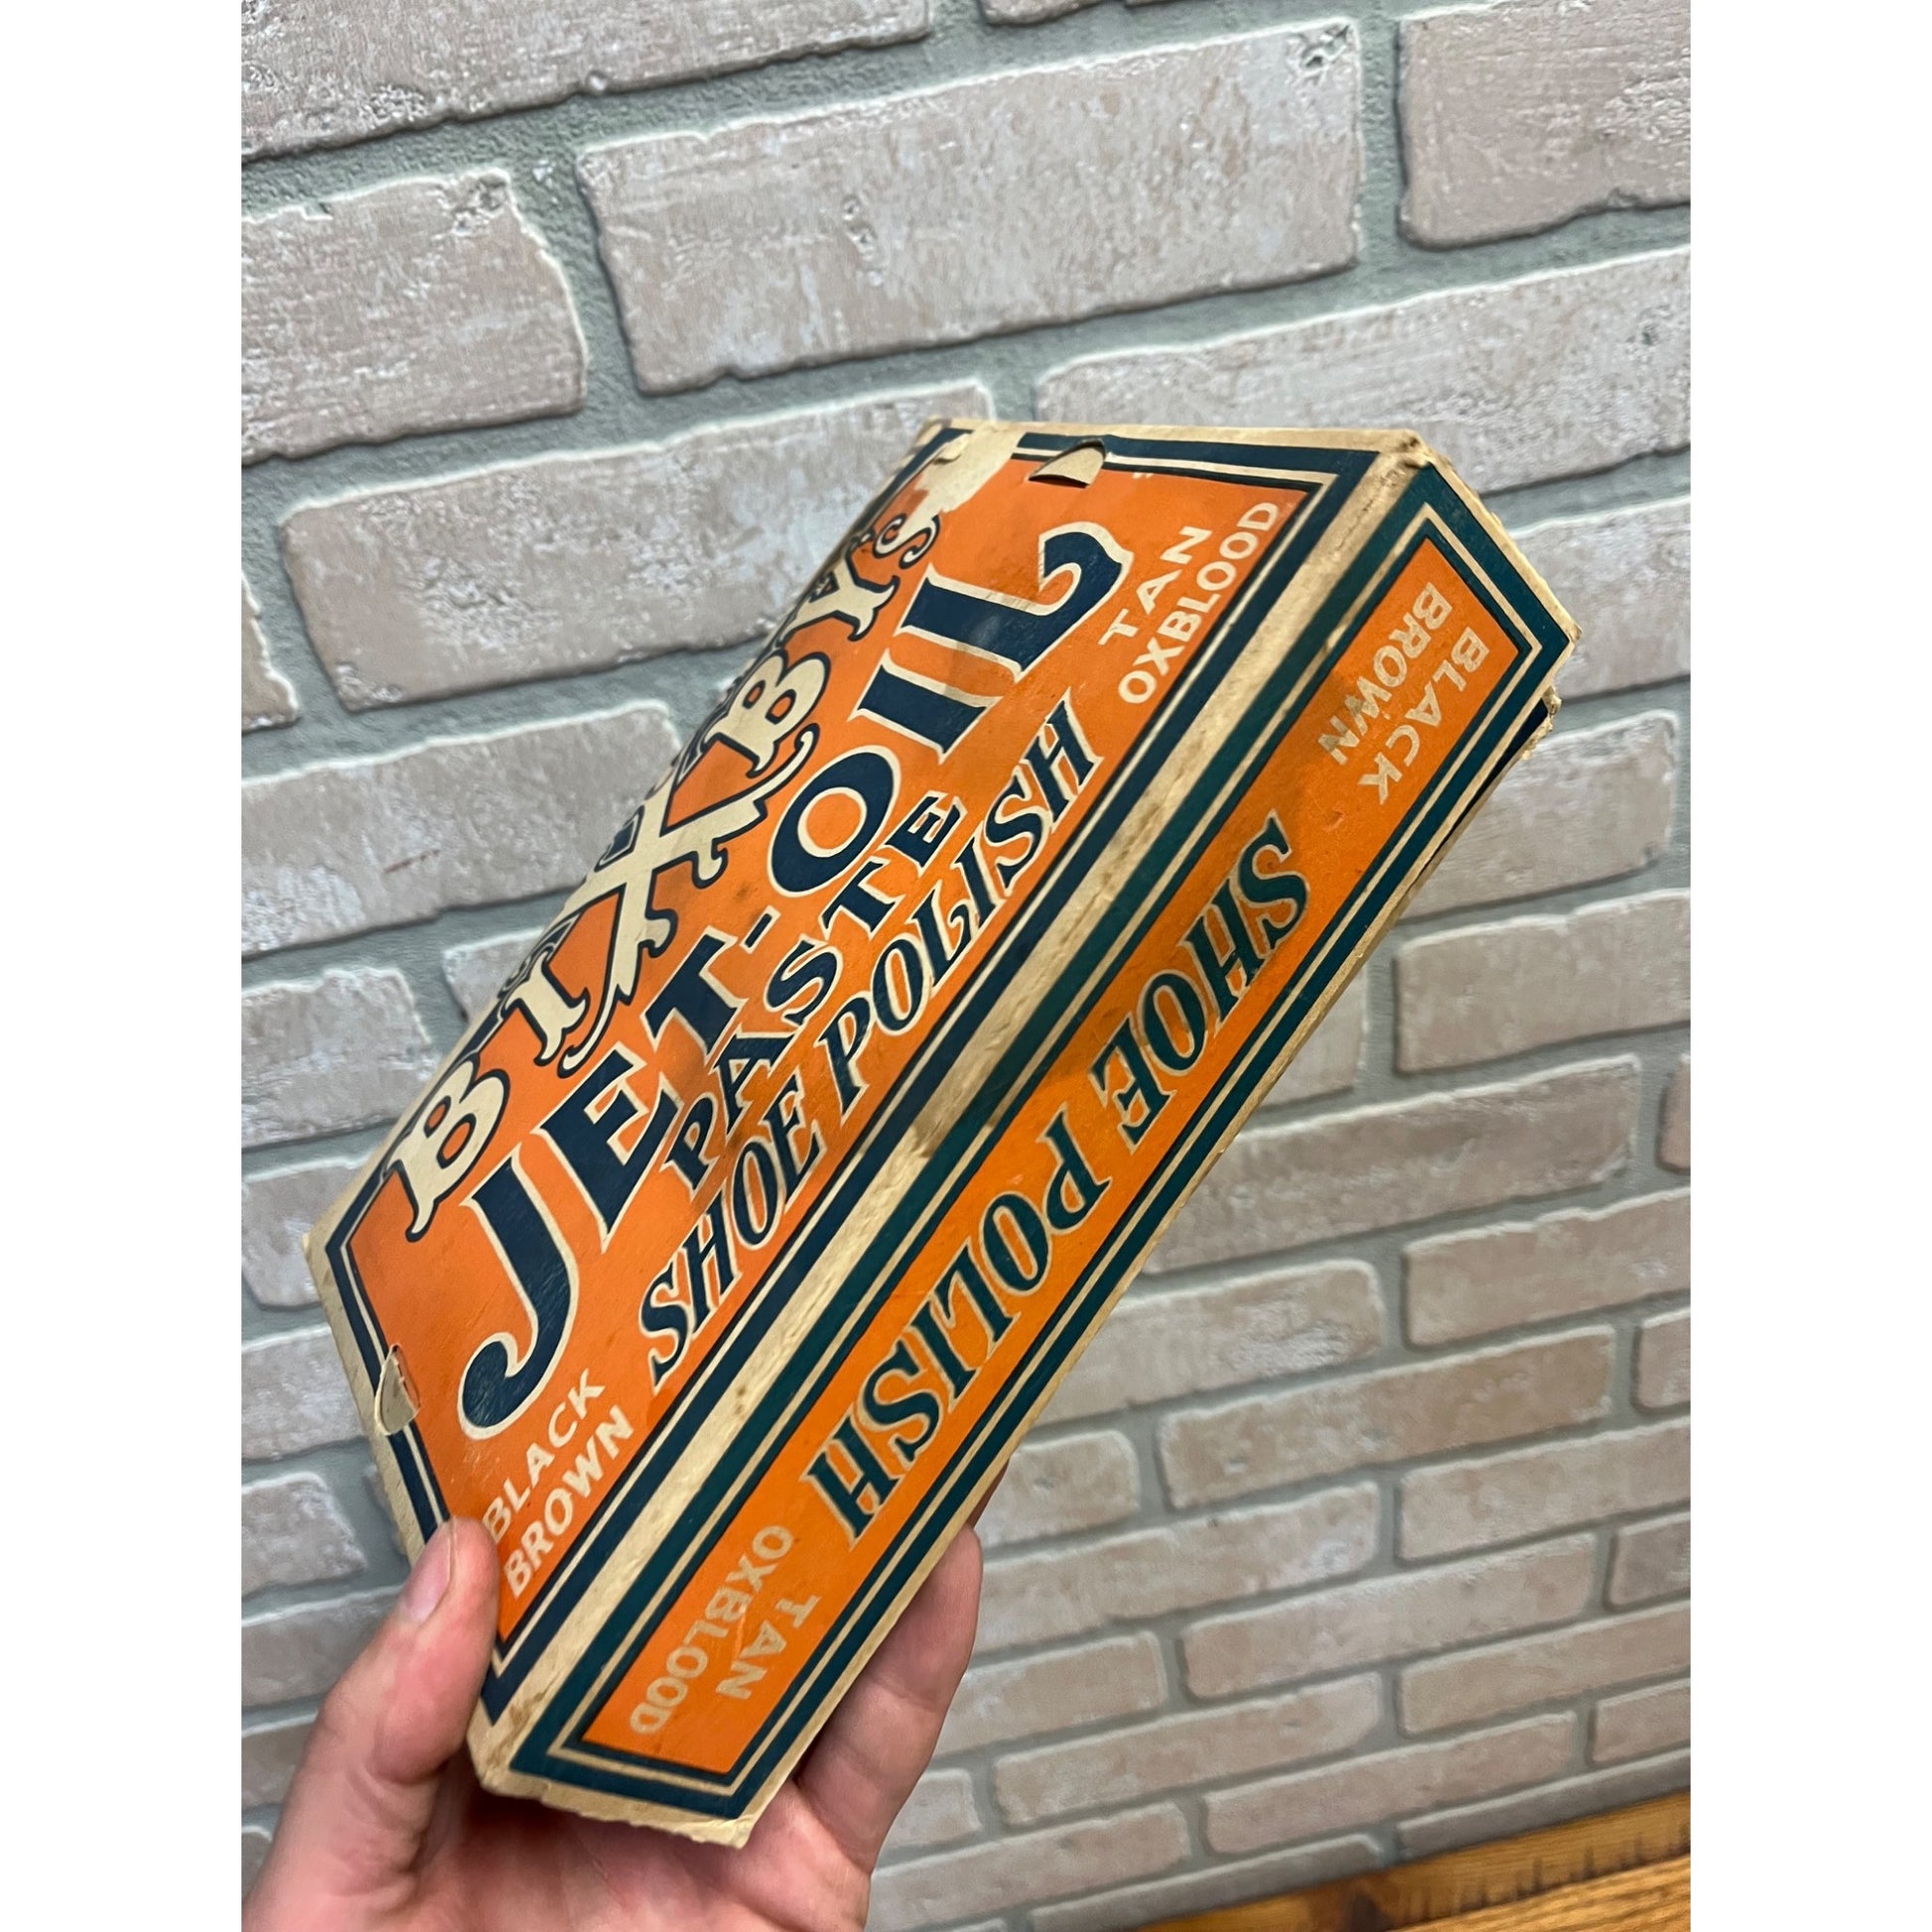 BIXBY'S
JET-OIL
PASTE
SHOE POLISH
BLACK
BROWN
TAN
OXBLOOD
BLACK
BROWN
SHOE POLISH
TAN
OXBLOOD